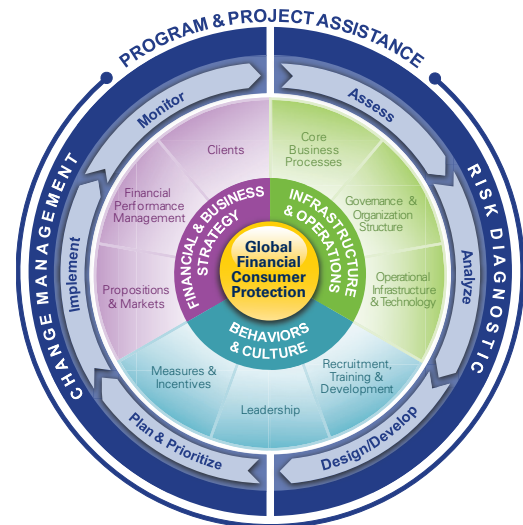 PROGRAM & PROJECT ASSISTANCE
CHANGE MANAGEMENT
RISK DIAGNOSTIC
Monitor
Assess
Analyze
Design/Develop
Plan & Prioritize
Implement
Clients
Financial
Performance
Management
Propositions
& Markets
Core
Business
Processes
Governance &
Organization
Structure
Operational
Infrastructure
& Technology
Measures &
Incentives
Leadership
Recruitment,
Training &
Development
FINANCIAL & BUSINESS
STRATEGY
INFRASTRUCTURE
& OPERATIONS
BEHAVIORS
& CULTURE
Global
Financial
Consumer
Protection